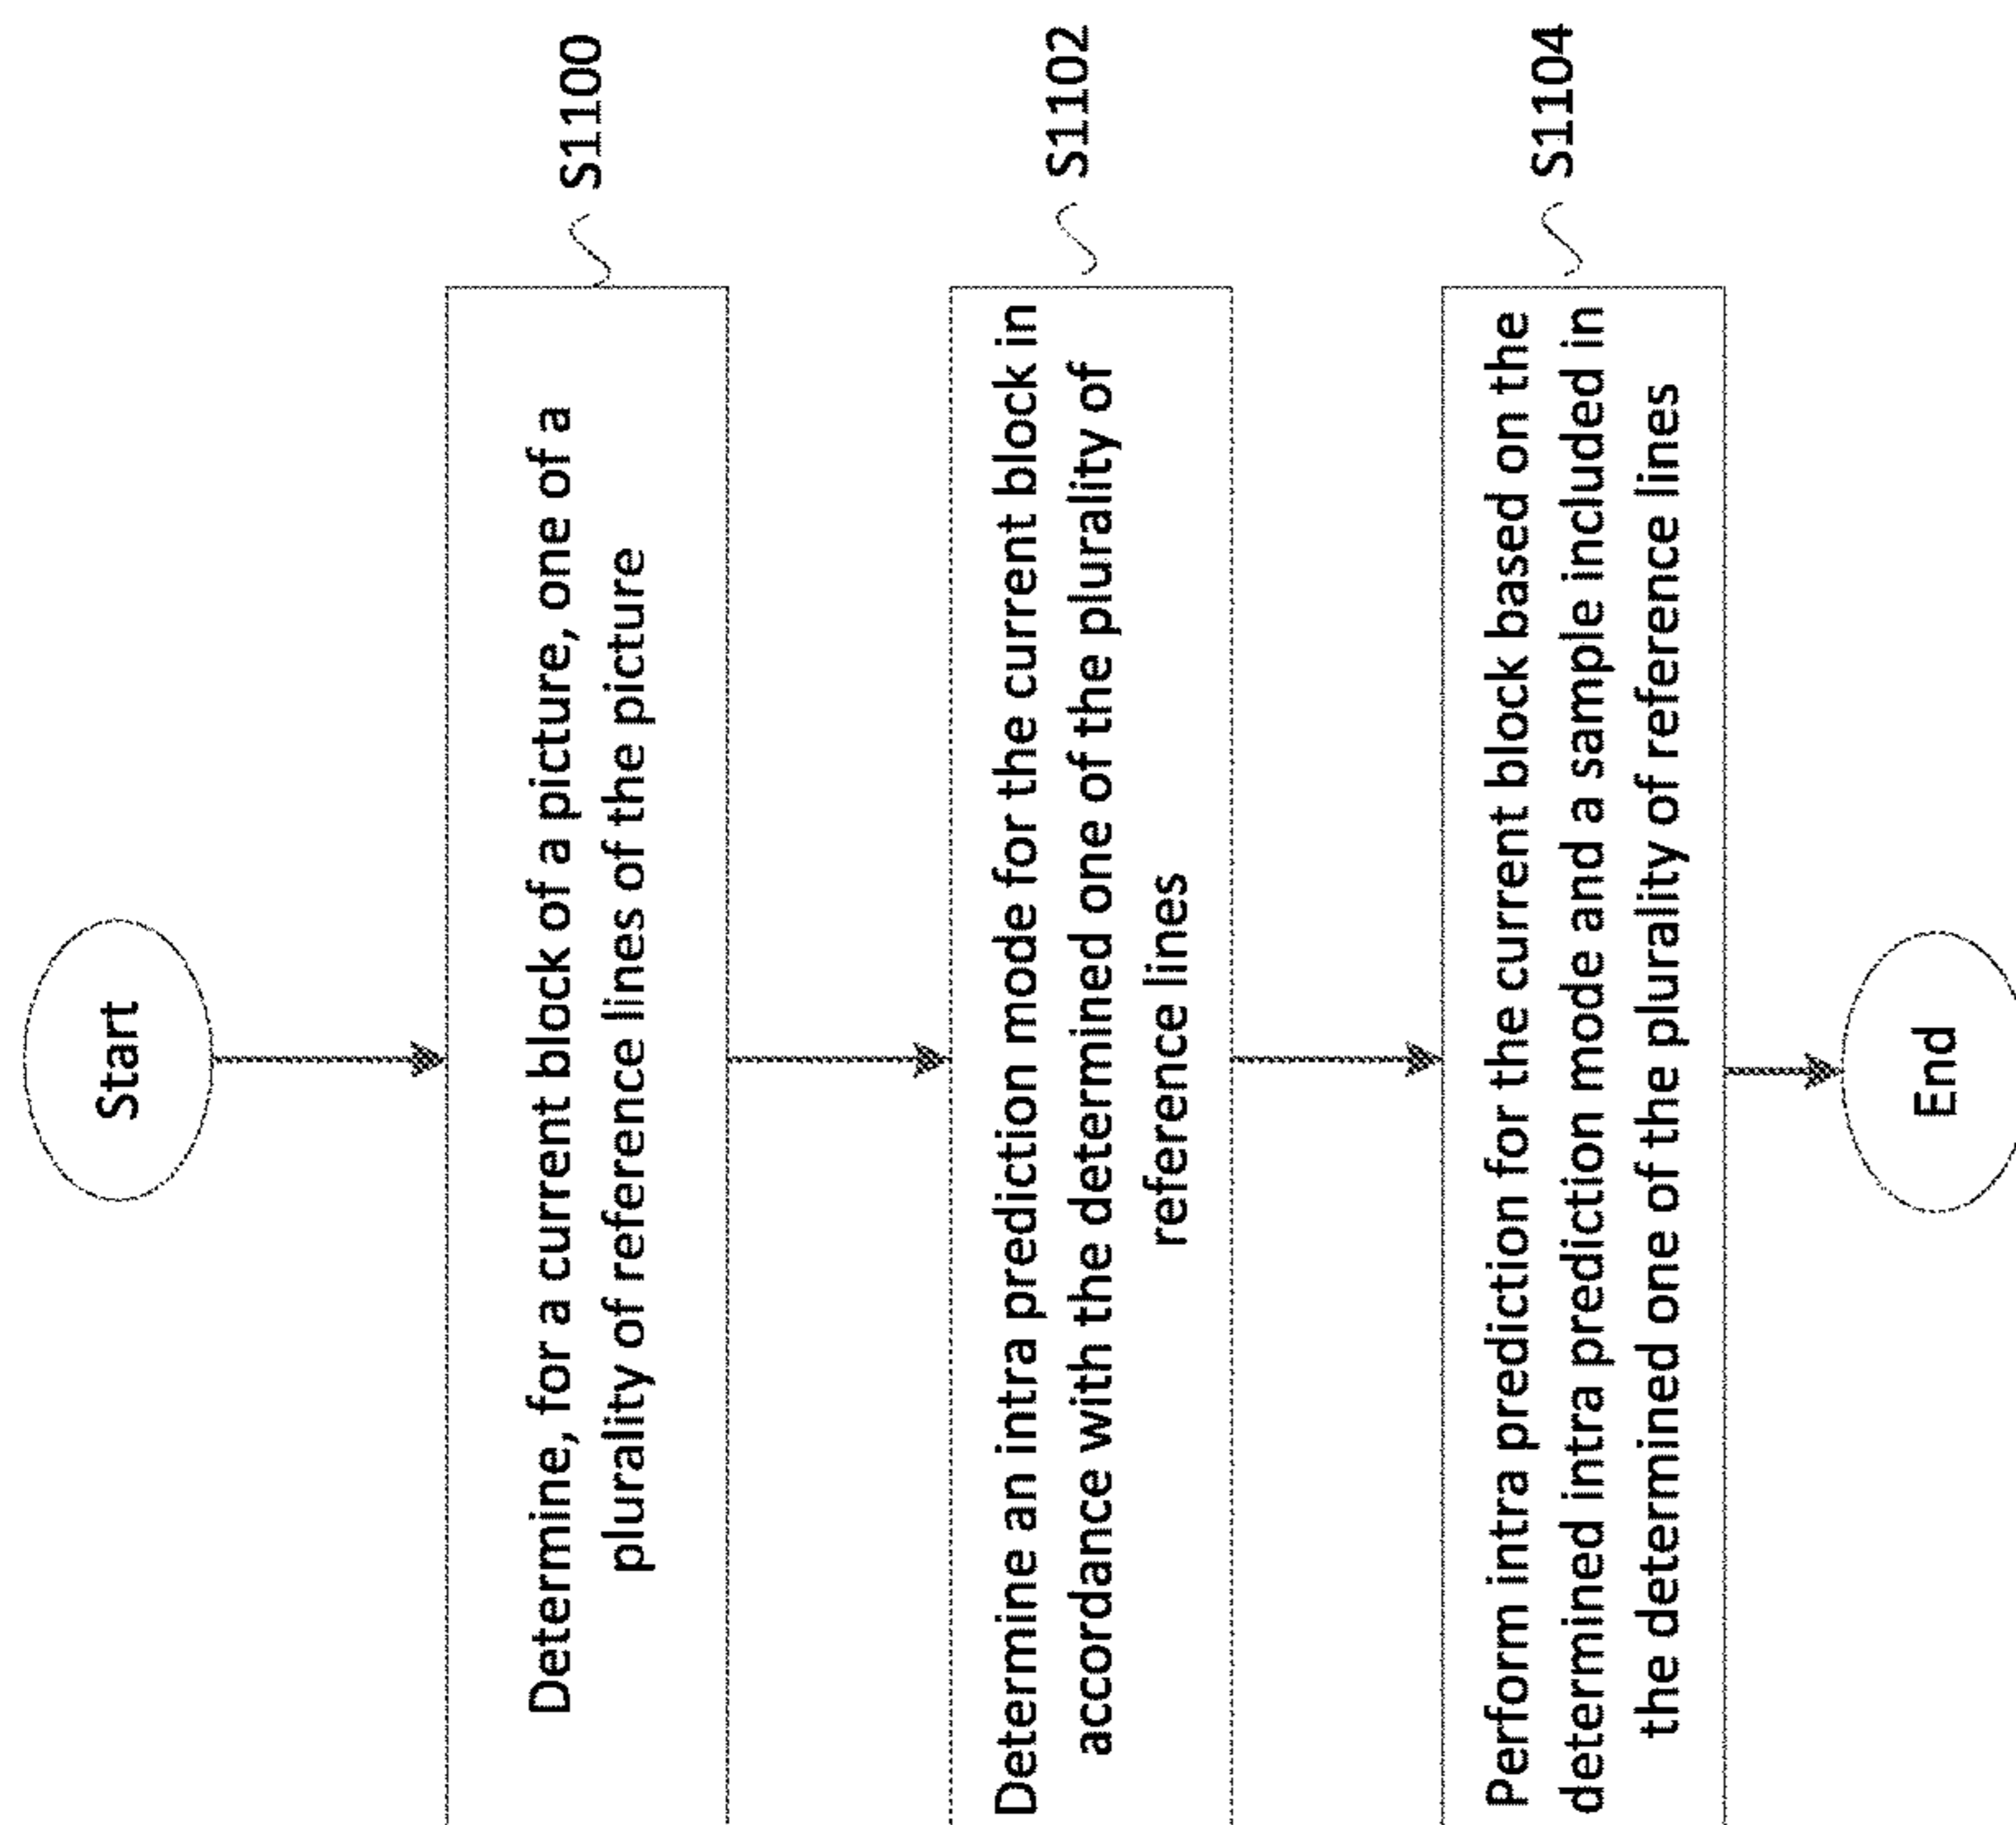 Start
Determine, for a current block of a picture, one of a
plurality of reference lines of the picture
S1100
Determine an intra prediction mode for the current block in
accordance with the determined one of the plurality of
reference lines
S1102
Perform intra prediction for the current block based on the
determined intra prediction mode and a sample included in
the determined one of the plurality of reference lines
S1104
End